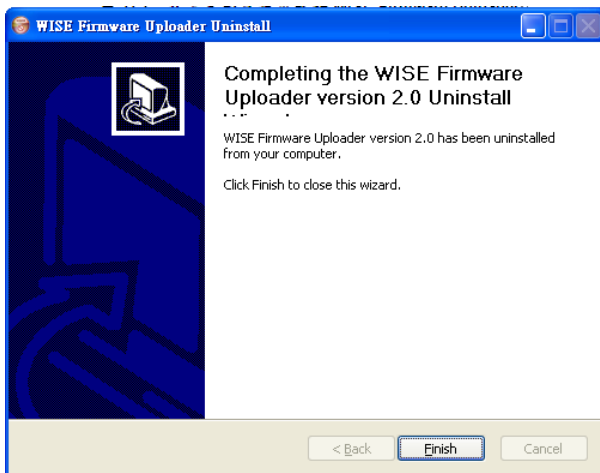 WISE Firmware Uploader Uninstall
Completing the WISE Firmware
Uploader version 2.0 Uninstall
WISE Firmware Uploader version 2.0 has been uninstalled
from your computer.
Click Finish to close this wizard.
< Back
Finish
Cancel